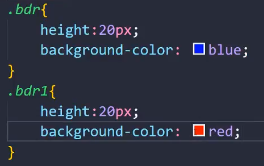 .bdr{
height:20px;
background-color: blue;
}
.bdr1{
height:20px;
background-color: red;
}